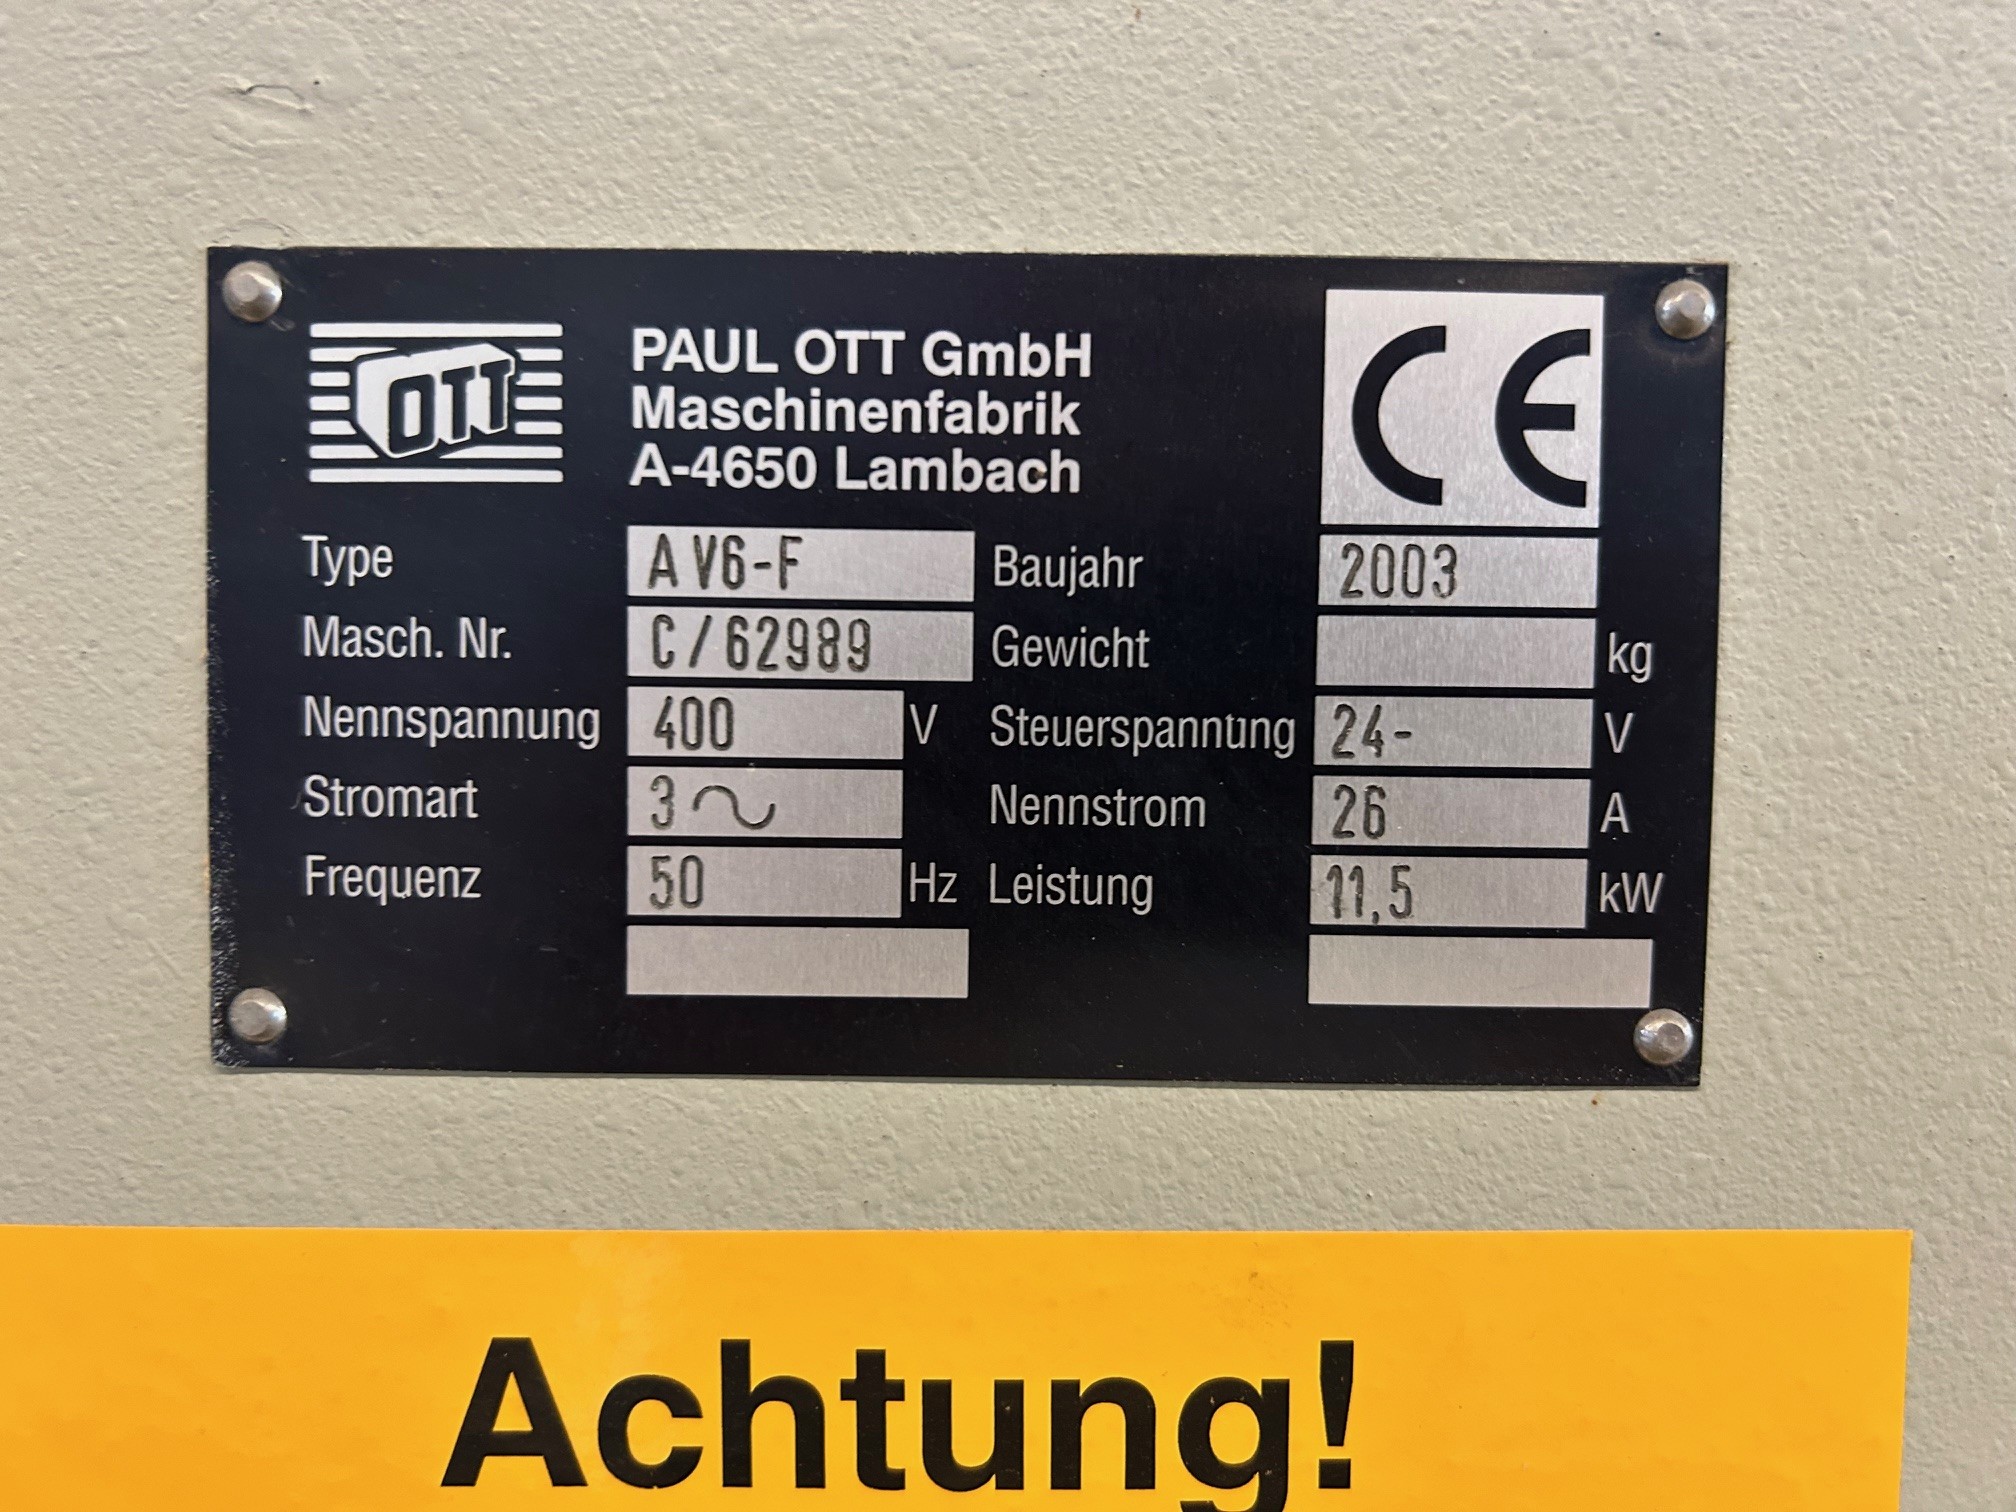 OTT
PAUL OTT GmbH
Maschinenfabrik
A-4650 Lambach
CE
Type AV6-F Baujahr 2003
Masch. Nr. C/62989 Gewicht kg
Nennspannung 400 V Steuerspannung 24- V
Stromart 3~ Nennstrom 26 A
Frequenz 50 Hz Leistung 11,5 kW
Achtung!